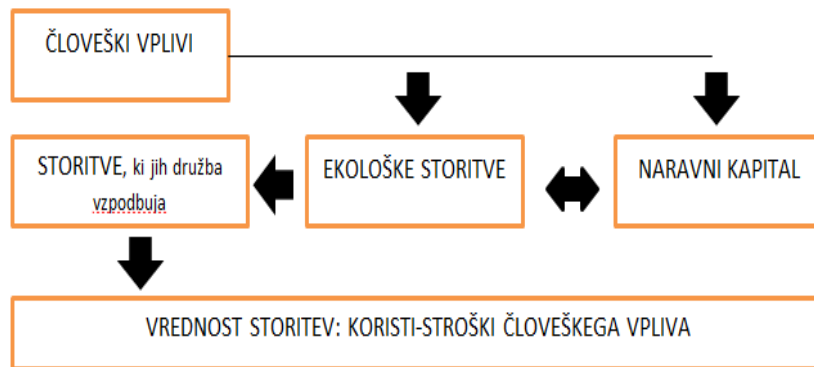 ČLOVEŠKI VPLIVI
STORITVE, ki jih družba
vzpodbuja
EKOLOŠKE STORITVE
NARAVNI KAPITAL
VREDNOST STORITEV: KORISTI-STROŠKI ČLOVEŠKEGA VPLIVA